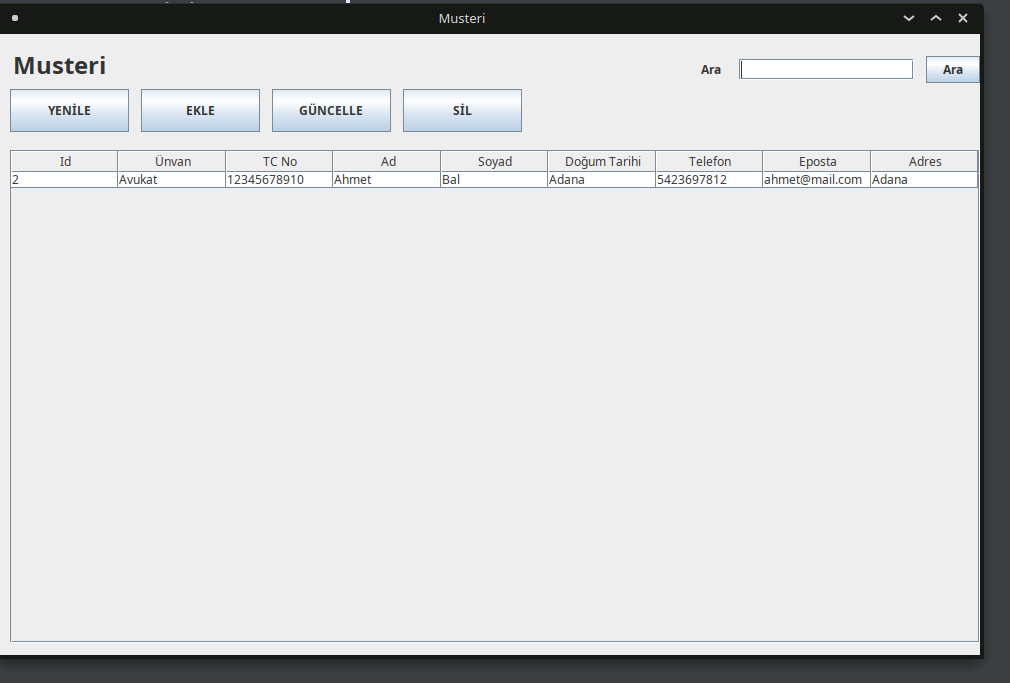 Musteri
Musteri
Ara Ara
YENİLE EKLE GÜNCELLE SİL
Id Ünvan TC No Ad Soyad Doğum Tarihi Telefon Eposta Adres
2 Avukat 12345678910 Ahmet Bal Adana 5423697812 ahmet@mail.com Adana